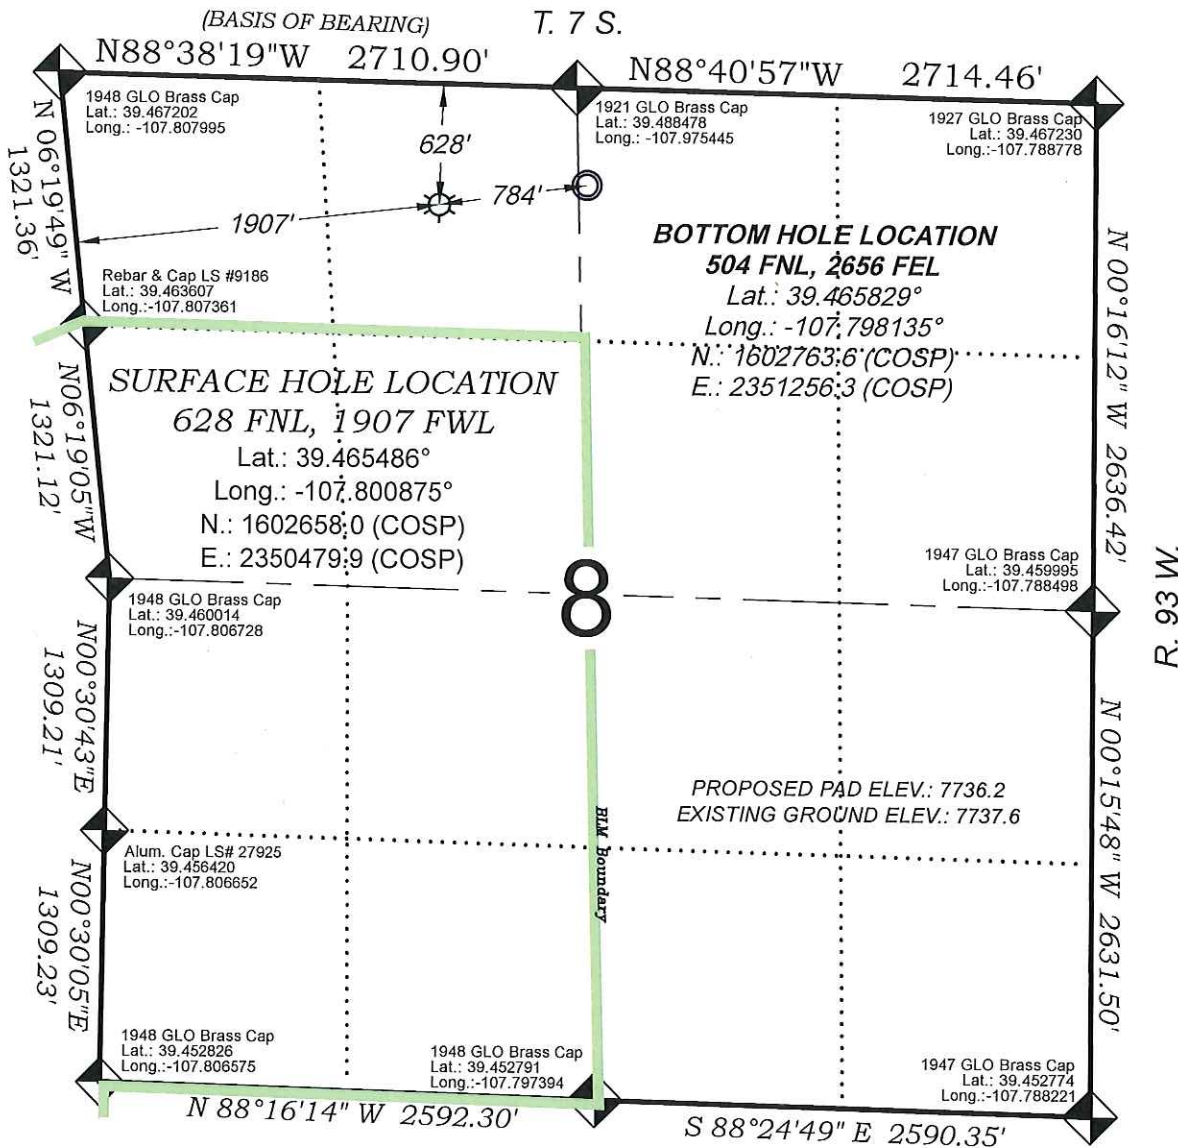 (BASIS OF BEARING)
T. 7 S.
N88°38'19"W 2710.90'
N88°40'57"W 2714.46'
1948 GLO Brass Cap
Lat.: 39.467202
Long.: -107.807995
1921 GLO Brass Cap
Lat.: 39.488478
Long.: -107.975445
1927 GLO Brass Cap
Lat.: 39.467230
Long.:-107.788778
N 06°19'49" W
1321.36'
628'
784'
1907'
BOTTOM HOLE LOCATION
504 FNL, 2656 FEL
Lat.: 39.465829°
Long.: -107.798135°
N.: 1602763.6 (COSP)
E.: 2351256.3 (COSP)
N 00°16'12" W 2636.42'
Rebar & Cap LS #9186
Lat.: 39.463607
Long.:-107.807361
SURFACE HOLE LOCATION
628 FNL, 1907 FWL
Lat.: 39.465486°
Long.: -107.800875°
N.: 1602658.0 (COSP)
E.: 2350479.9 (COSP)
N06°19'05"W
1321.12'
8
1947 GLO Brass Cap
Lat.: 39.459995
Long.:-107.788498
R. 93 W.
1948 GLO Brass Cap
Lat.: 39.460014
Long.:-107.806728
N00°30'43"E
1309.21'
PROPOSED PAD ELEV.: 7736.2
EXISTING GROUND ELEV.: 7737.6
N 00°15'48" W 2631.50'
BLM Boundary
Alum. Cap LS# 27925
Lat.: 39.456420
Long.:-107.806652
N00°30'05"E
1309.23'
1948 GLO Brass Cap
Lat.: 39.452826
Long.:-107.806575
1948 GLO Brass Cap
Lat.: 39.452791
Long.:-107.797394
1947 GLO Brass Cap
Lat.: 39.452774
Long.:-107.788221
N 88°16'14" W 2592.30'
S 88°24'49" E 2590.35'